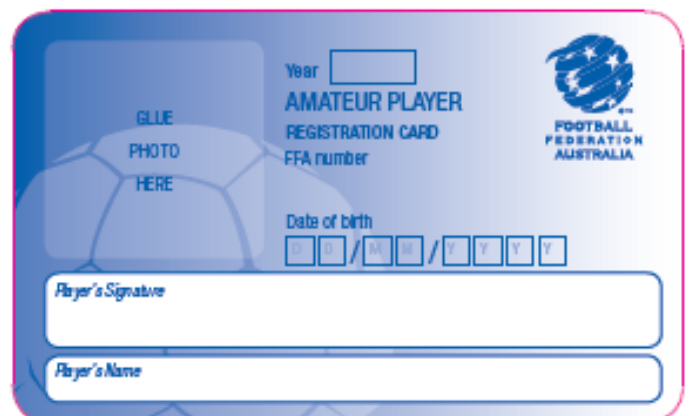 GLUE
PHOTO
HERE
Year
AMATEUR PLAYER
REGISTRATION CARD
FFA number
FOOTBALL
FEDERATION
AUSTRALIA
Date of birth
D D / M M / Y Y Y Y
Player's Signature
Player's Name